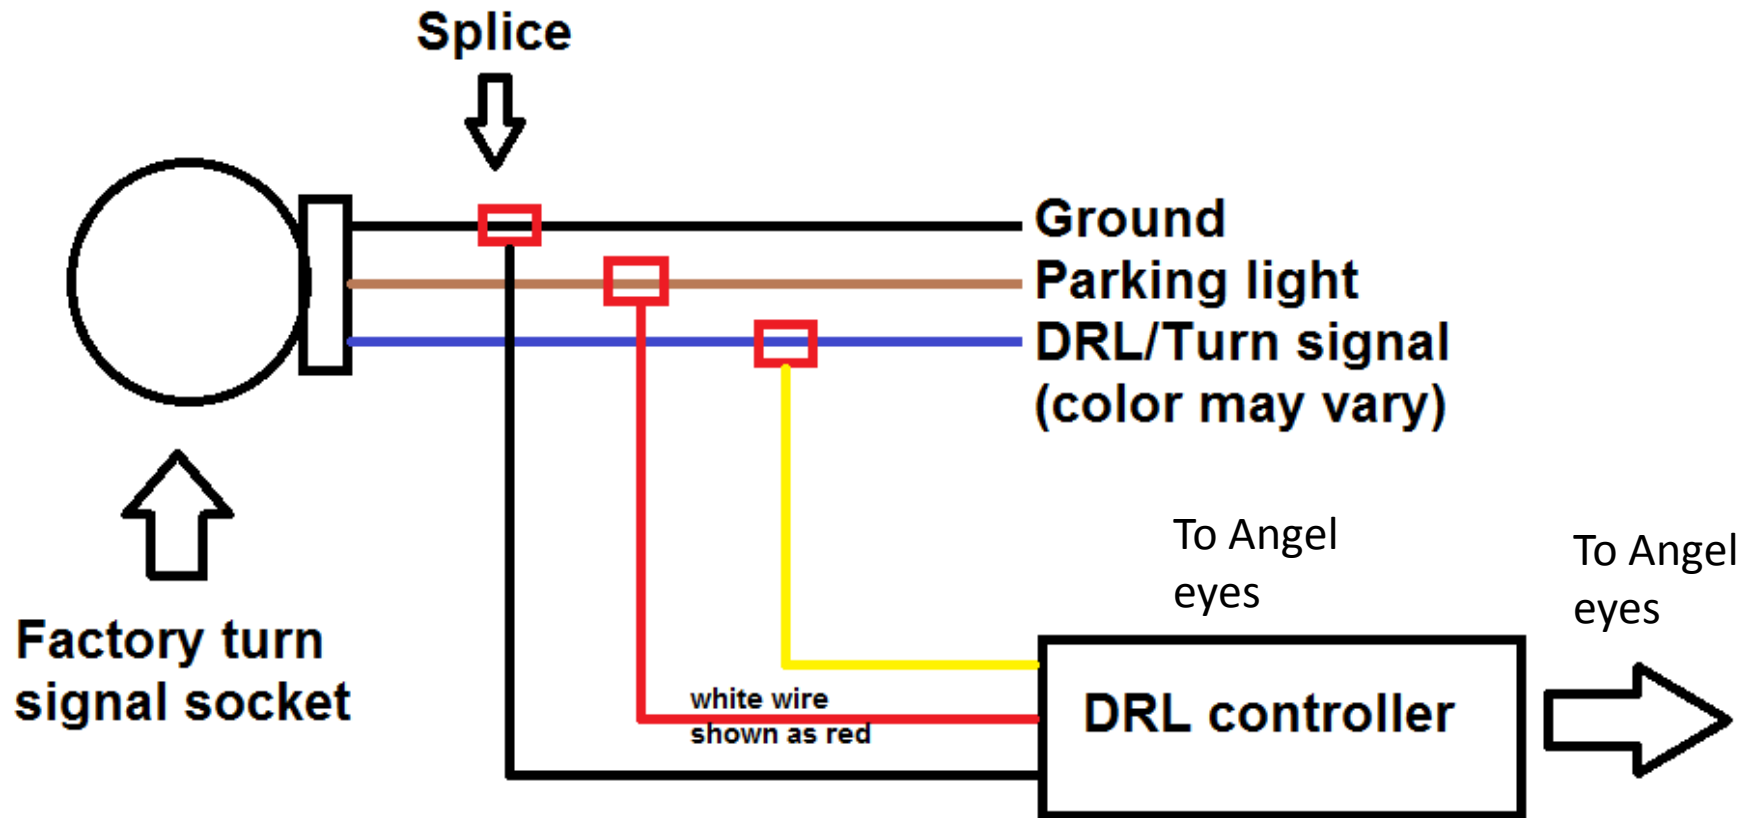 Splice
Ground
Parking light
DRL/Turn signal
(color may vary)
To Angel
eyes
To Angel
eyes
Factory turn
signal socket
white wire
shown as red
DRL controller